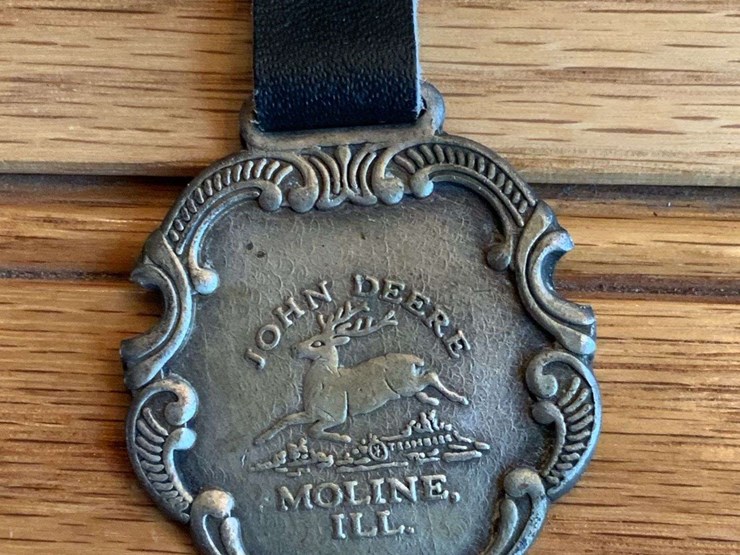 JOHN DEERE
MOLINE,
ILL.